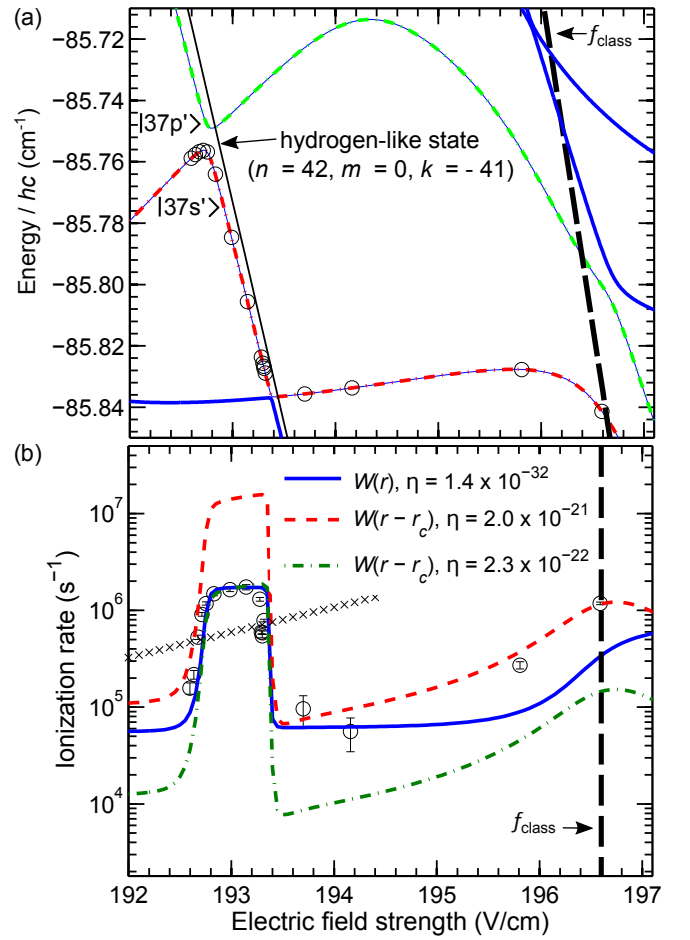 (a)
−85.72
−85.74
−85.76
−85.78
−85.80
−85.82
−85.84
Energy / hc (cm⁻¹)
f_class
|37p'>
hydrogen-like state
(n = 42, m = 0, k = - 41)
|37s'>
(b)
10⁷
10⁶
10⁵
10⁴
Ionization rate (s⁻¹)
W(r), η = 1.4 x 10⁻³²
W(r − r_c), η = 2.0 x 10⁻²¹
W(r − r_c), η = 2.3 x 10⁻²²
f_class
192 193 194 195 196 197
Electric field strength (V/cm)